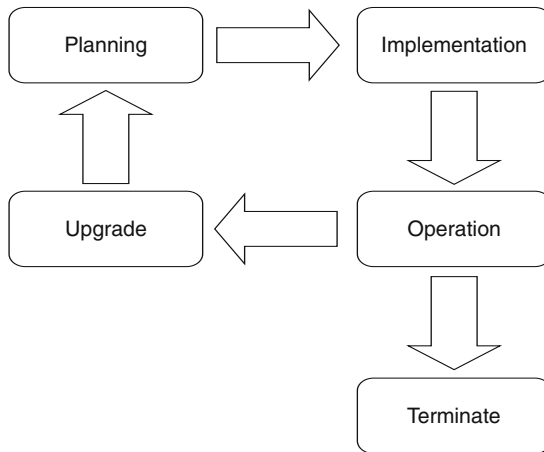 Planning
Implementation
Upgrade
Operation
Terminate